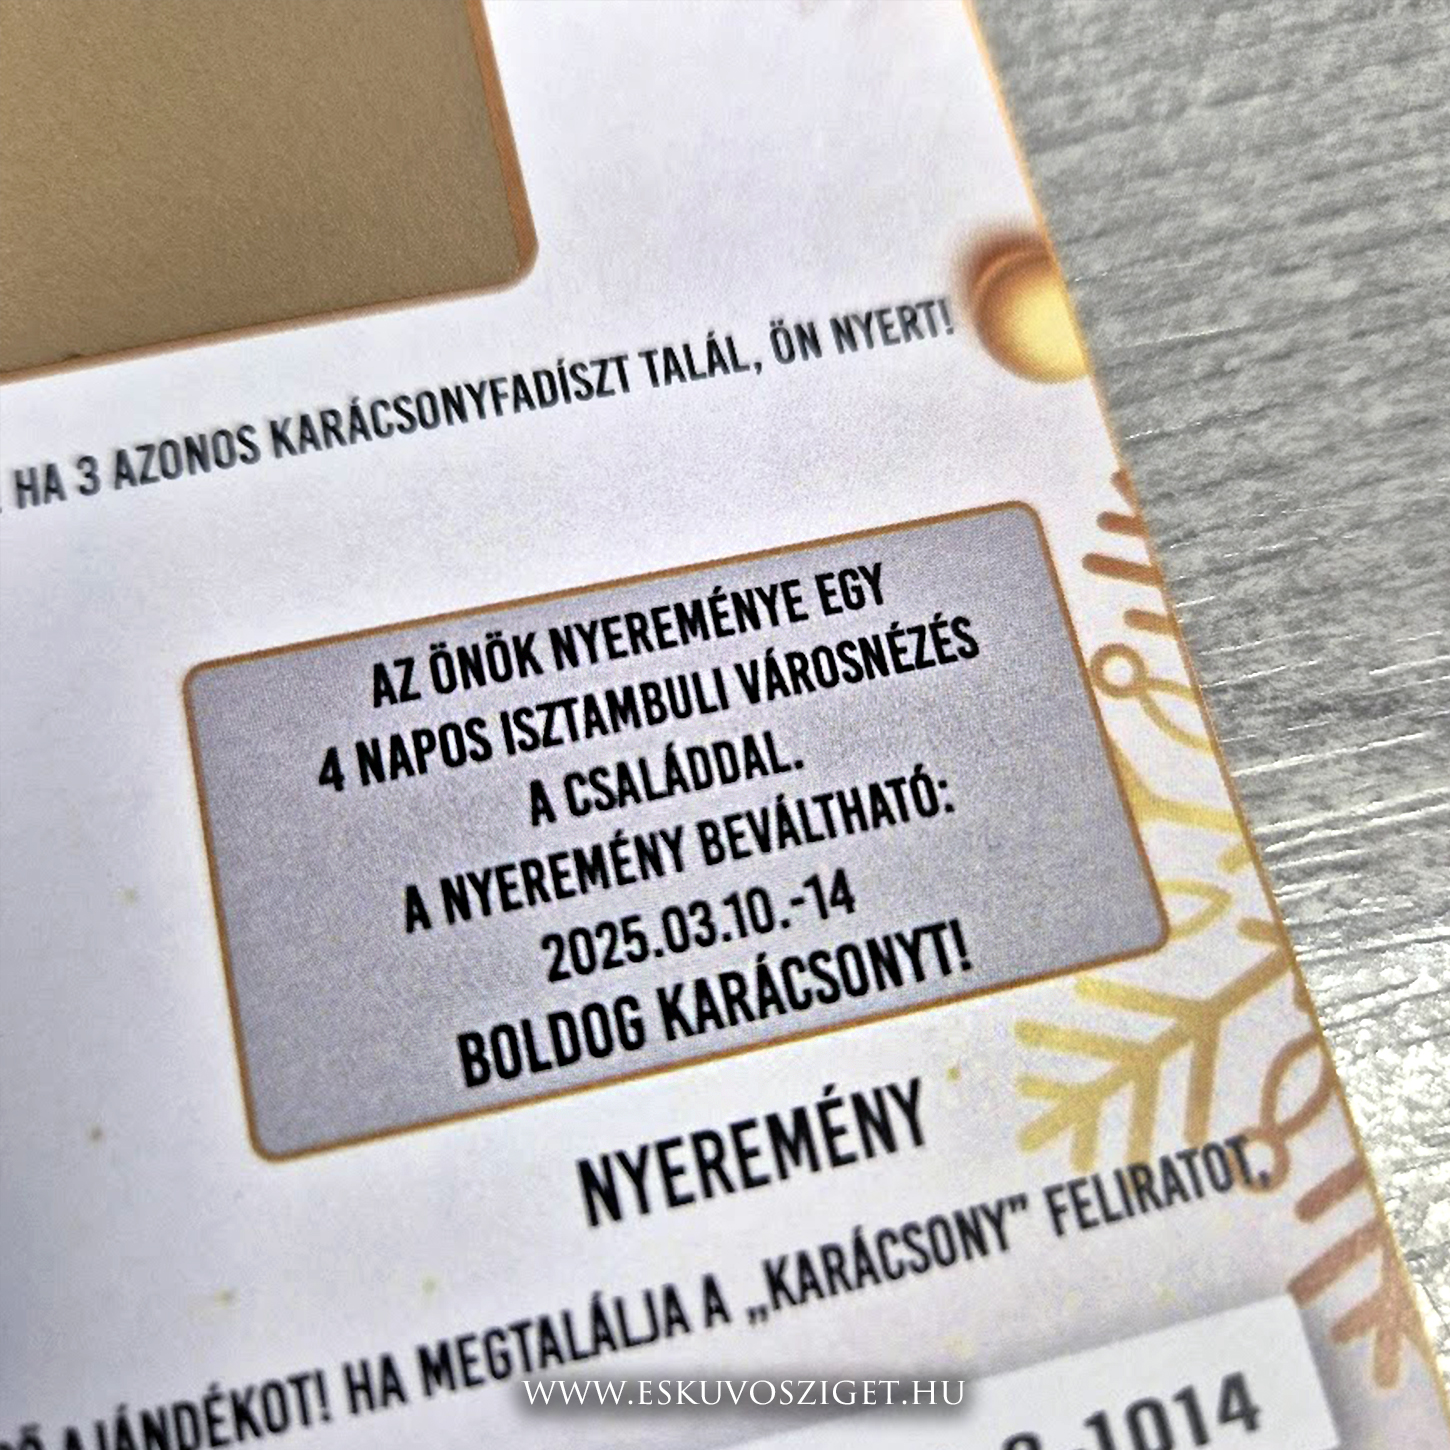 HA 3 AZONOS KARÁCSONYFADÍSZT TALÁL, ÖN NYERT!
AZ ÖNÖK NYEREMÉNYE EGY
4 NAPOS ISZTAMBULI VÁROSNÉZÉS
A CSALÁDDAL.
A NYEREMÉNY BEVÁLTHATÓ:
2025.03.10.-14
BOLDOG KARÁCSONYT!
NYEREMÉNY
AJÁNDÉKOT! HA MEGTALÁLJA A „KARÁCSONY” FELIRATOT,
WWW.ESKUVOSZIGET.HU
1014